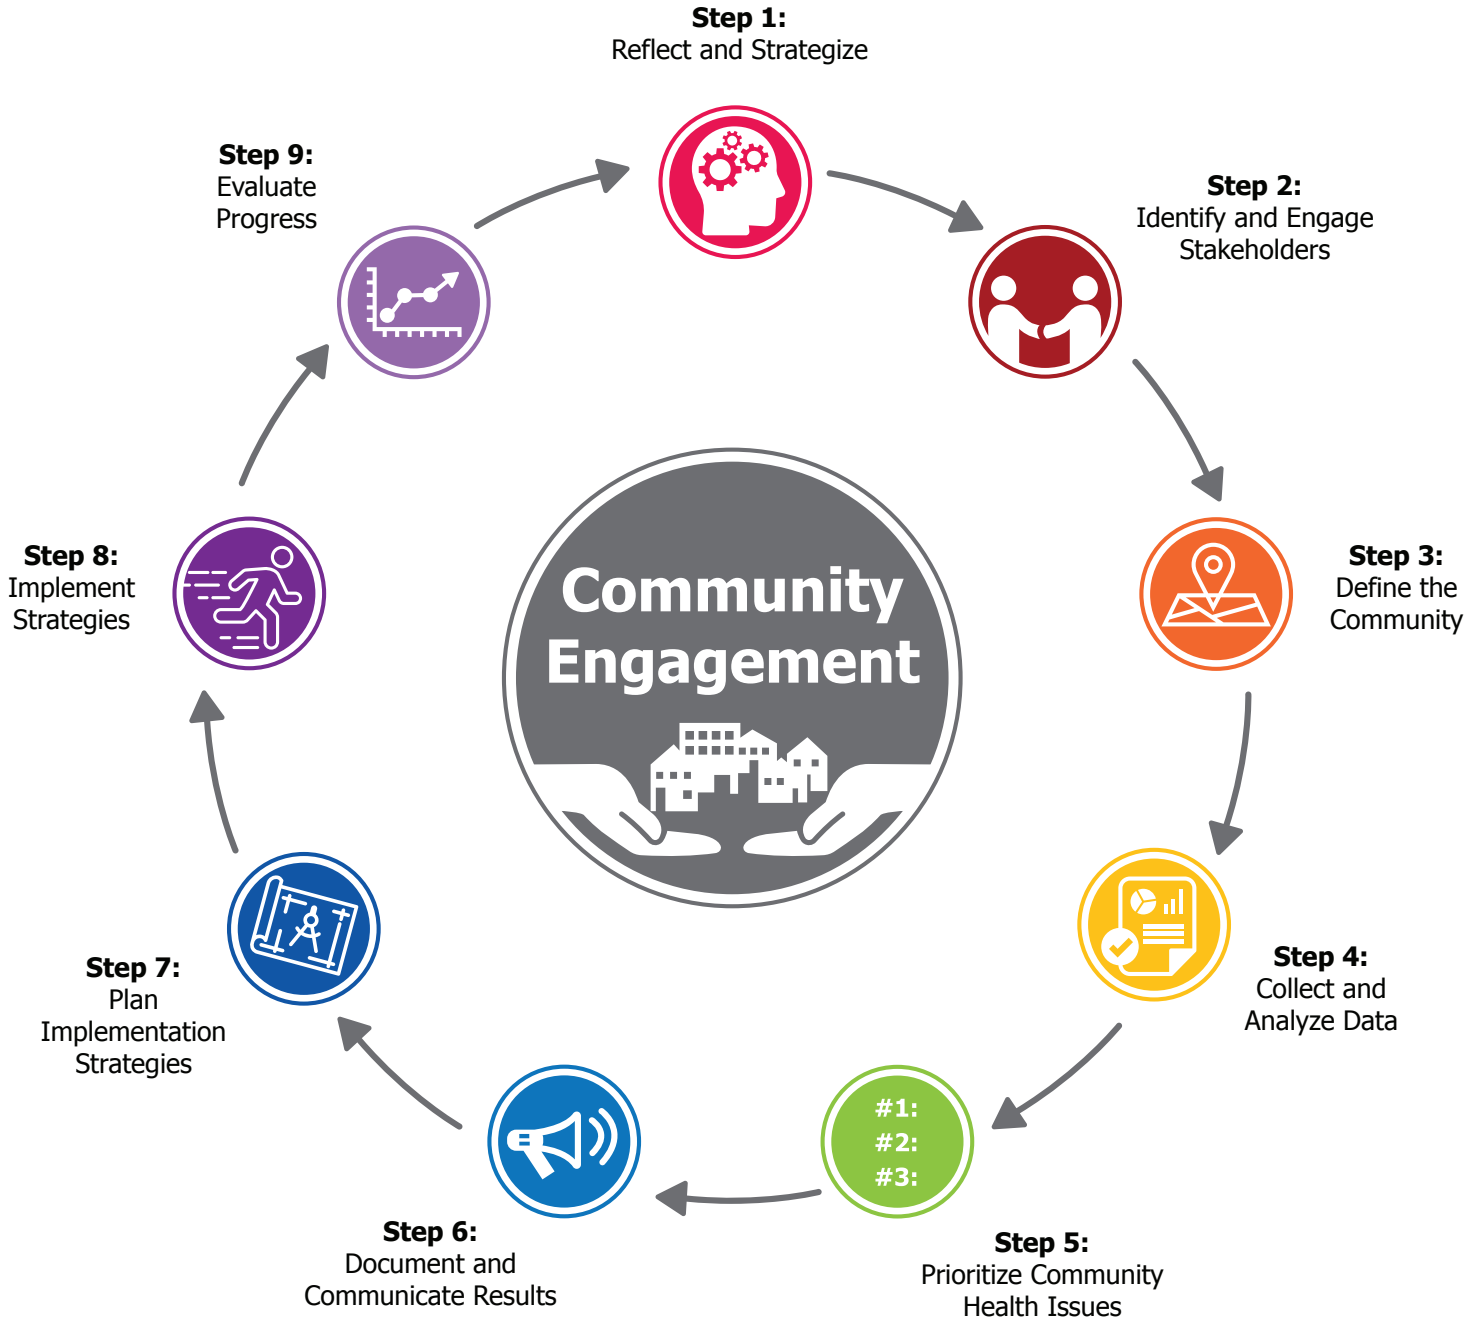 Step 1:
Reflect and Strategize
Step 2:
Identify and Engage
Stakeholders
Step 3:
Define the
Community
Step 4:
Collect and
Analyze Data
#1:
#2:
#3:
Step 5:
Prioritize Community
Health Issues
Step 6:
Document and
Communicate Results
Step 7:
Plan
Implementation
Strategies
Step 8:
Implement
Strategies
Step 9:
Evaluate
Progress
Community
Engagement